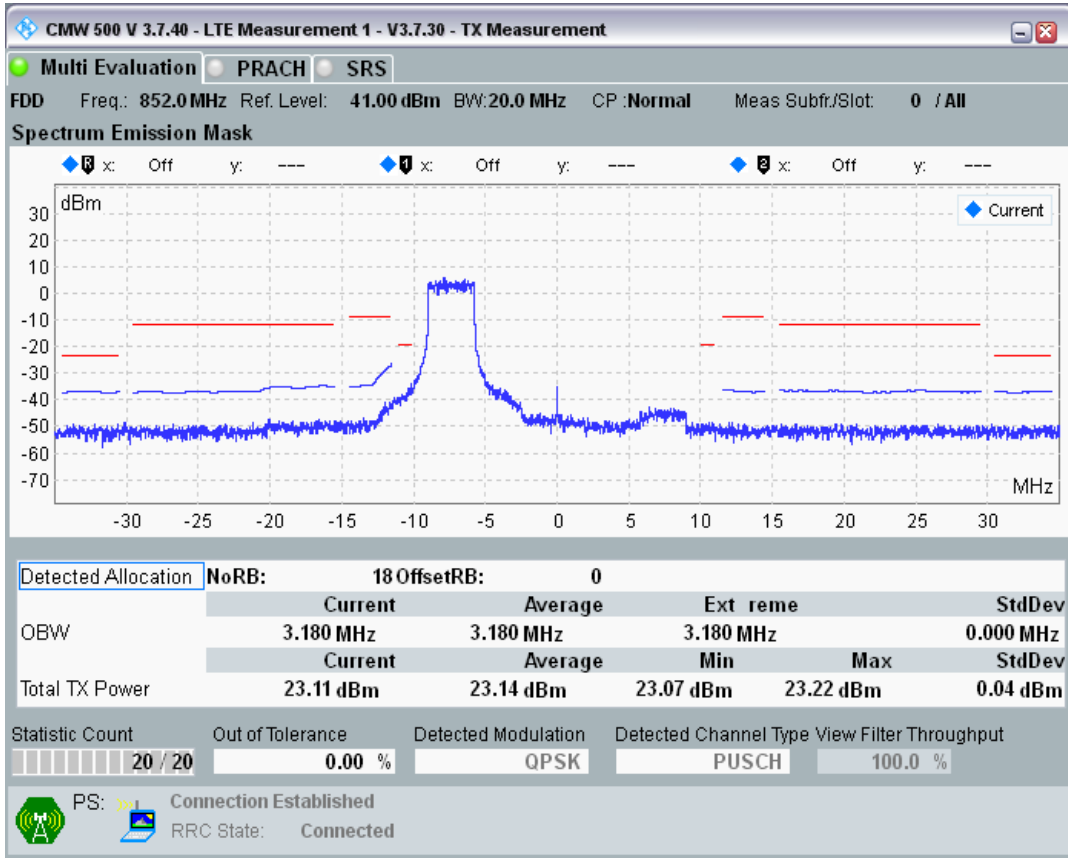 CMW 500 V 3.7.40 - LTE Measurement 1 - V3.7.30 - TX Measurement
Multi Evaluation PRACH SRS
FDD Freq.: 852.0 MHz Ref. Level: 41.00 dBm BW: 20.0 MHz CP : Normal Meas Subfr./Slot: 0 / All
Spectrum Emission Mask
R x: Off y: --- 1 x: Off y: --- 2 x: Off y: ---
dBm
Current
30
20
10
0
-10
-20
-30
-40
-50
-60
-70
MHz
-30 -25 -20 -15 -10 -5 0 5 10 15 20 25 30
Detected Allocation NoRB: 18 OffsetRB: 0
Current Average Ext reme StdDev
OBW 3.180 MHz 3.180 MHz 3.180 MHz 0.000 MHz
Current Average Min Max StdDev
Total TX Power 23.11 dBm 23.14 dBm 23.07 dBm 23.22 dBm 0.04 dBm
Statistic Count Out of Tolerance Detected Modulation Detected Channel Type View Filter Throughput
20 / 20 0.00 % QPSK PUSCH 100.0 %
PS: Connection Established
RRC State: Connected